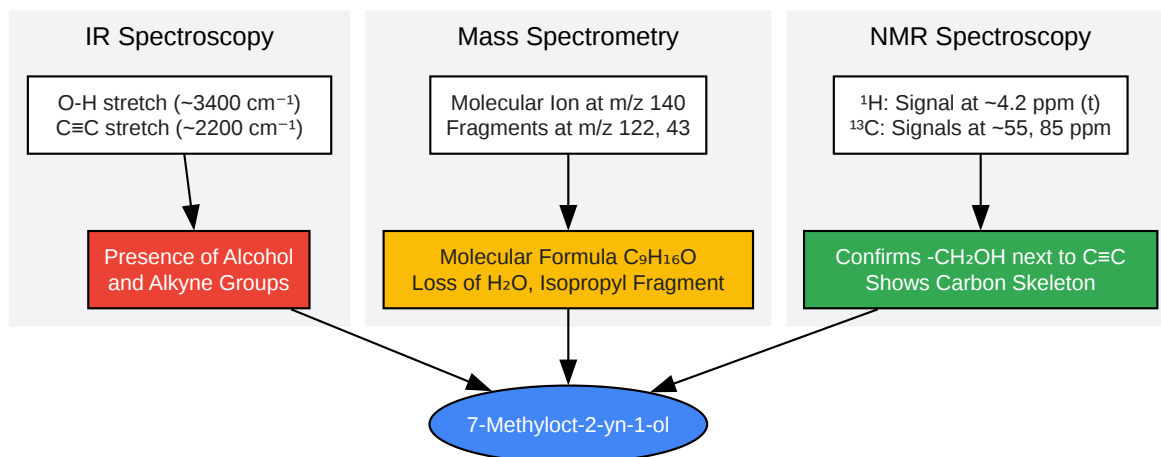 IR Spectroscopy
O-H stretch (~3400 cm⁻¹)
C≡C stretch (~2200 cm⁻¹)
Presence of Alcohol
and Alkyne Groups
Mass Spectrometry
Molecular Ion at m/z 140
Fragments at m/z 122, 43
Molecular Formula C₉H₁₆O
Loss of H₂O, Isopropyl Fragment
NMR Spectroscopy
¹H: Signal at ~4.2 ppm (t)
¹³C: Signals at ~55, 85 ppm
Confirms -CH₂OH next to C≡C
Shows Carbon Skeleton
7-Methyloct-2-yn-1-ol